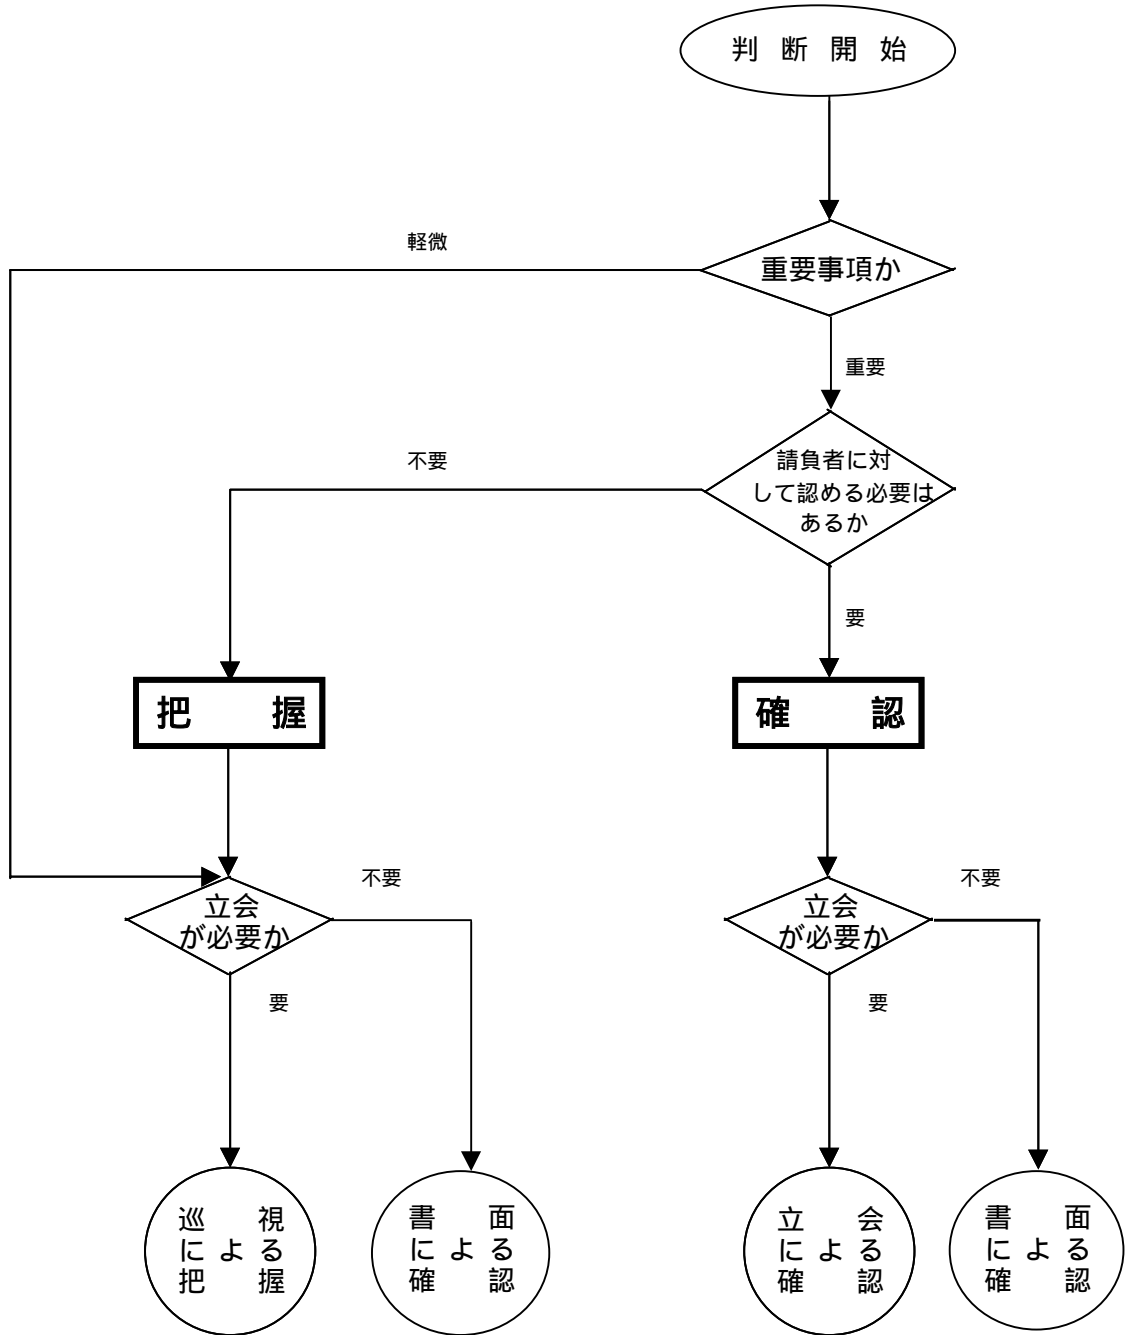 判 断 開 始
軽微
重要事項か
重要
不要
請負者に対
して認める必要は
あるか
要
把 握
確 認
立会
が必要か
不要
要
立会
が必要か
不要
要
巡 視
に よ る
把 握
書 面
に よ る
確 認
立 会
に よ る
確 認
書 面
に よ る
確 認